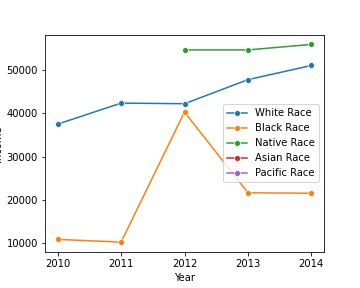 50000
40000
30000
20000
10000
2010 2011 2012 2013 2014
Year
White Race
Black Race
Native Race
Asian Race
Pacific Race